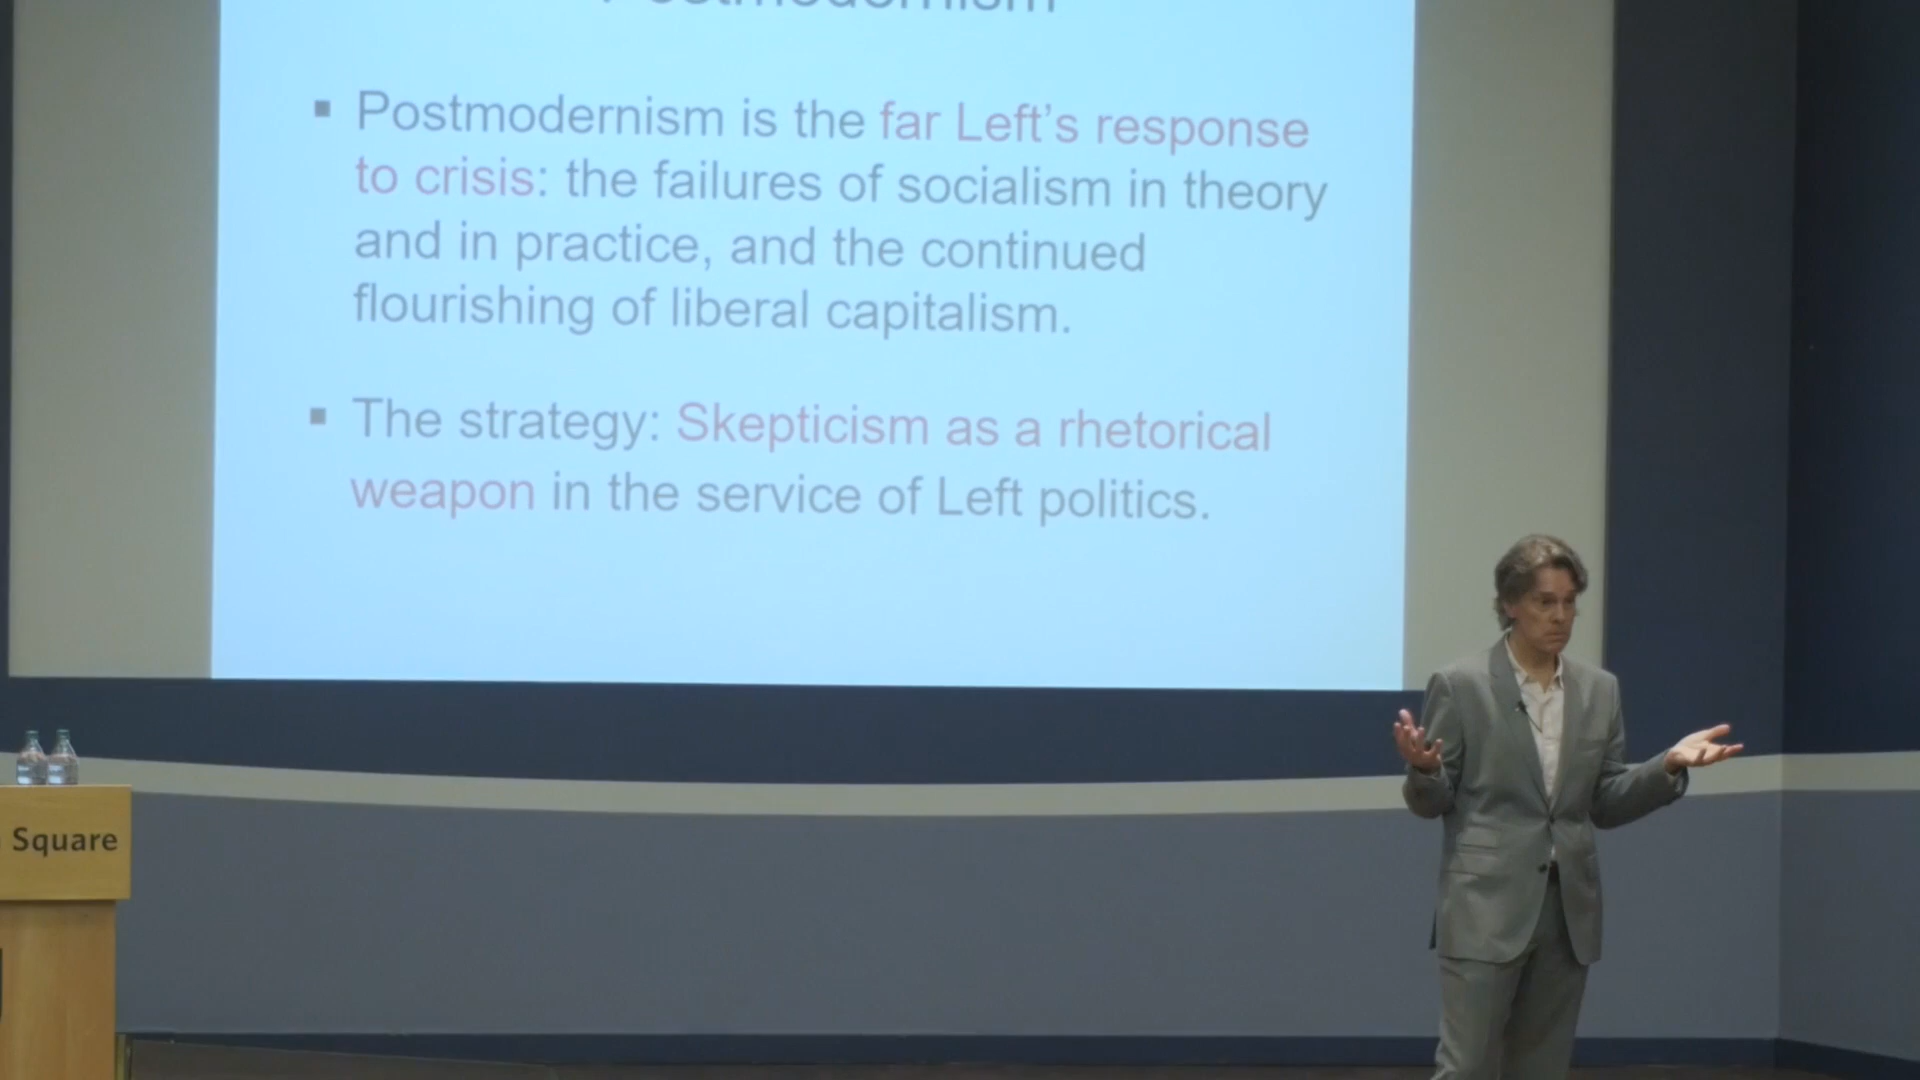 Postmodernism
▪ Postmodernism is the far Left's response
to crisis: the failures of socialism in theory
and in practice, and the continued
flourishing of liberal capitalism.
▪ The strategy: Skepticism as a rhetorical
weapon in the service of Left politics.
Square